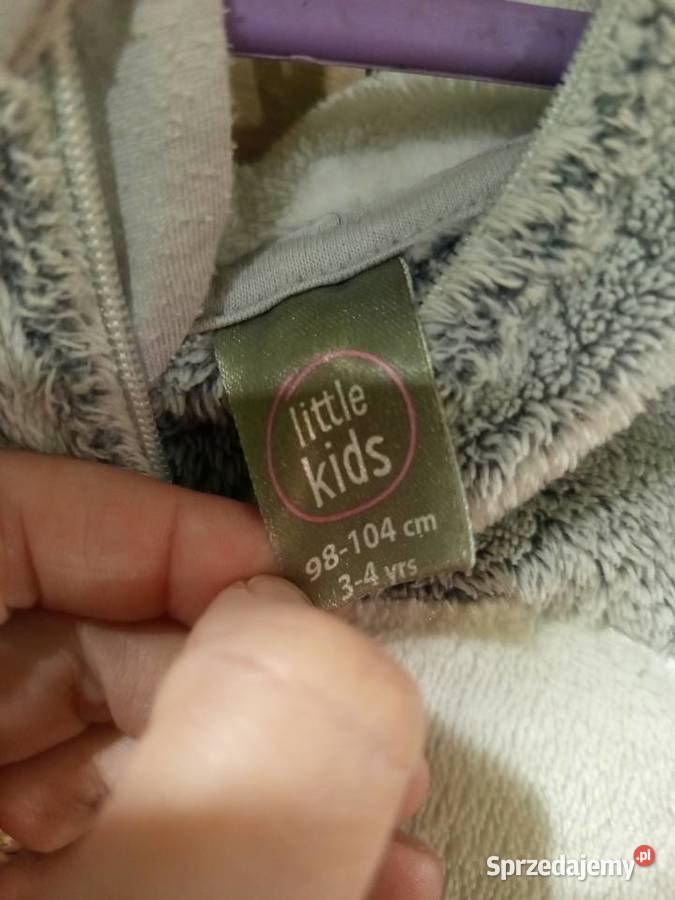 little
kids
98-104 cm
3-4 yrs
Sprzedajemy.pl